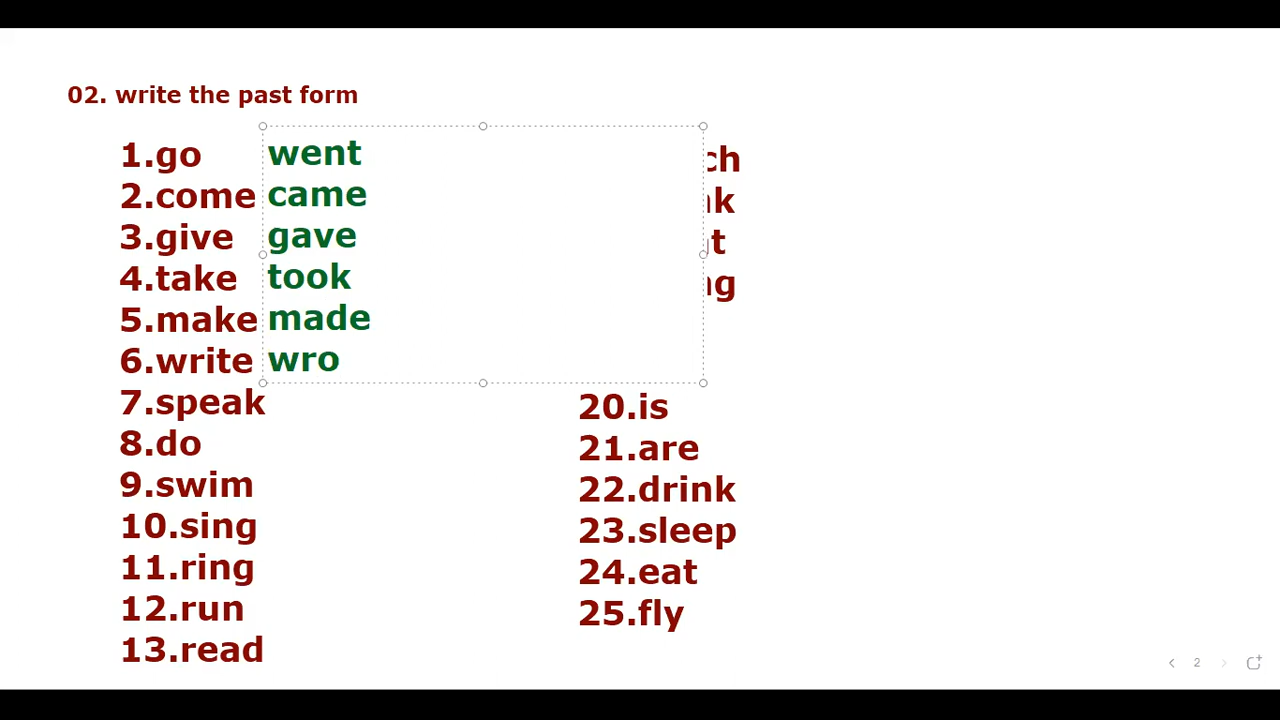 02. write the past form
1.go
2.come
3.give
4.take
5.make
6.write
7.speak
8.do
9.swim
10.sing
11.ring
12.run
13.read
went
came
gave
took
made
wro
20.is
21.are
22.drink
23.sleep
24.eat
25.fly
2